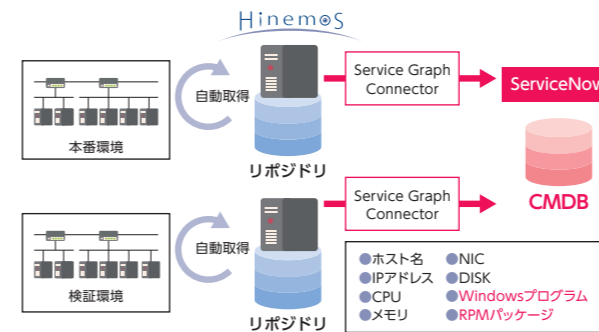 Hinemos
自動取得
Service Graph
Connector
ServiceNow
本番環境
リポジドリ
CMDB
自動取得
Service Graph
Connector
検証環境
リポジドリ
●ホスト名 ●NIC
●IPアドレス ●DISK
●CPU ●Windowsプログラム
●メモリ ●RPMパッケージ